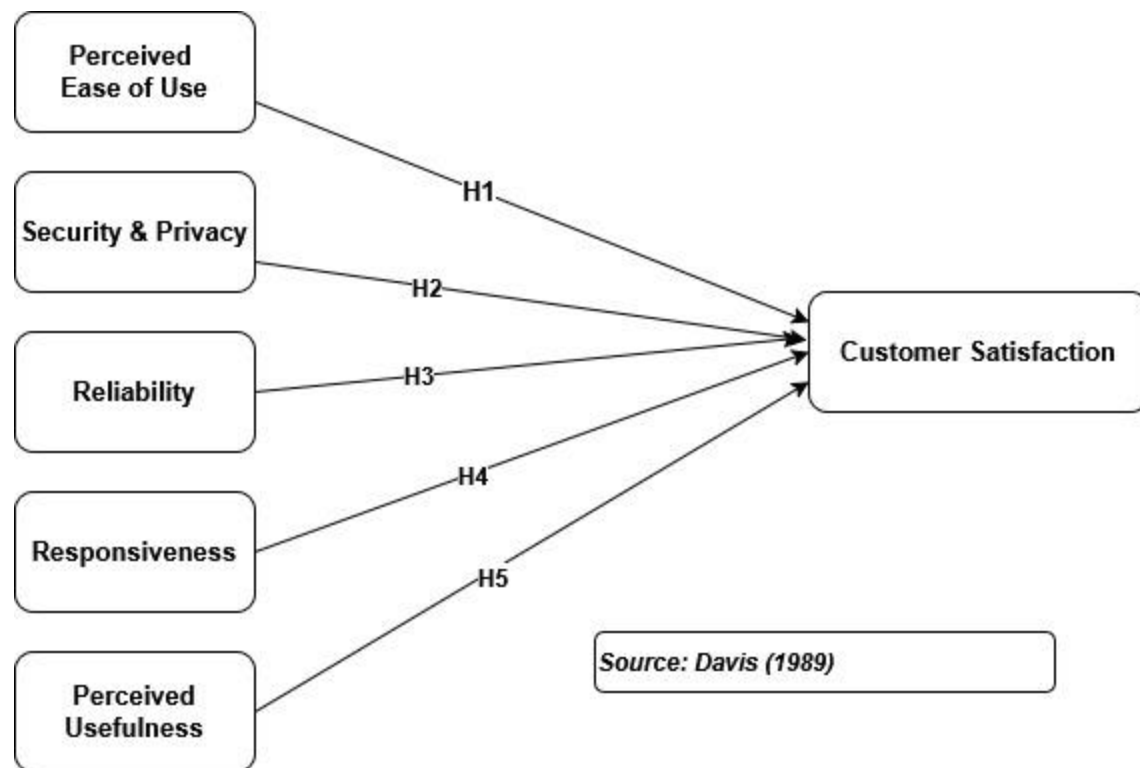 Perceived
Ease of Use
H1
Security & Privacy
H2
Customer Satisfaction
H3
Reliability
H4
Responsiveness
H5
Source: Davis (1989)
Perceived
Usefulness